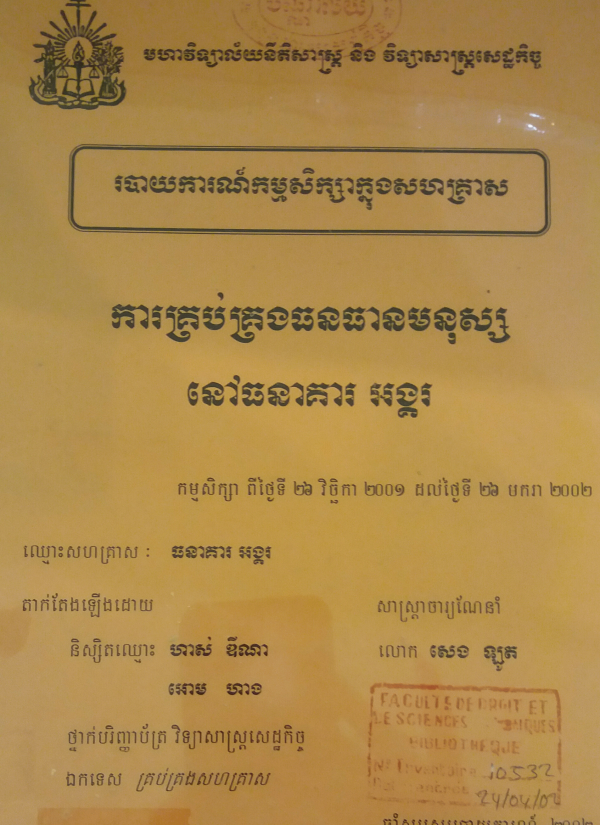 មហាវិទ្យាល័យនីតិសាស្ត្រ និង វិទ្យាសាស្ត្រសេដ្ឋកិច្ច
របាយការណ៍កម្មសិក្សាក្នុងសហគ្រាស
ការគ្រប់គ្រងធនធានមនុស្ស
នៅធនាគារ អង្គរ
កម្មសិក្សា ពីថ្ងៃទី ២៦ វិច្ឆិកា ២០០១ ដល់ថ្ងៃទី ២៦ មករា ២០០២
ឈ្មោះសហគ្រាស : ធនាគារ អង្គរ
តាក់តែងឡើងដោយ
សាស្ត្រាចារ្យណែនាំ
និស្សិតឈ្មោះ ហាស់ ឌីណា
លោក សេង ឡូត
អោម ហាង
ថ្នាក់បរិញ្ញាប័ត្រ វិទ្យាសាស្ត្រសេដ្ឋកិច្ច
ឯកទេស គ្រប់គ្រងសហគ្រាស
FACULTE DE DROIT ET
DE SCIENCES
BIBLIOTHEQUE
N° Inventaire 10532
24/04/0